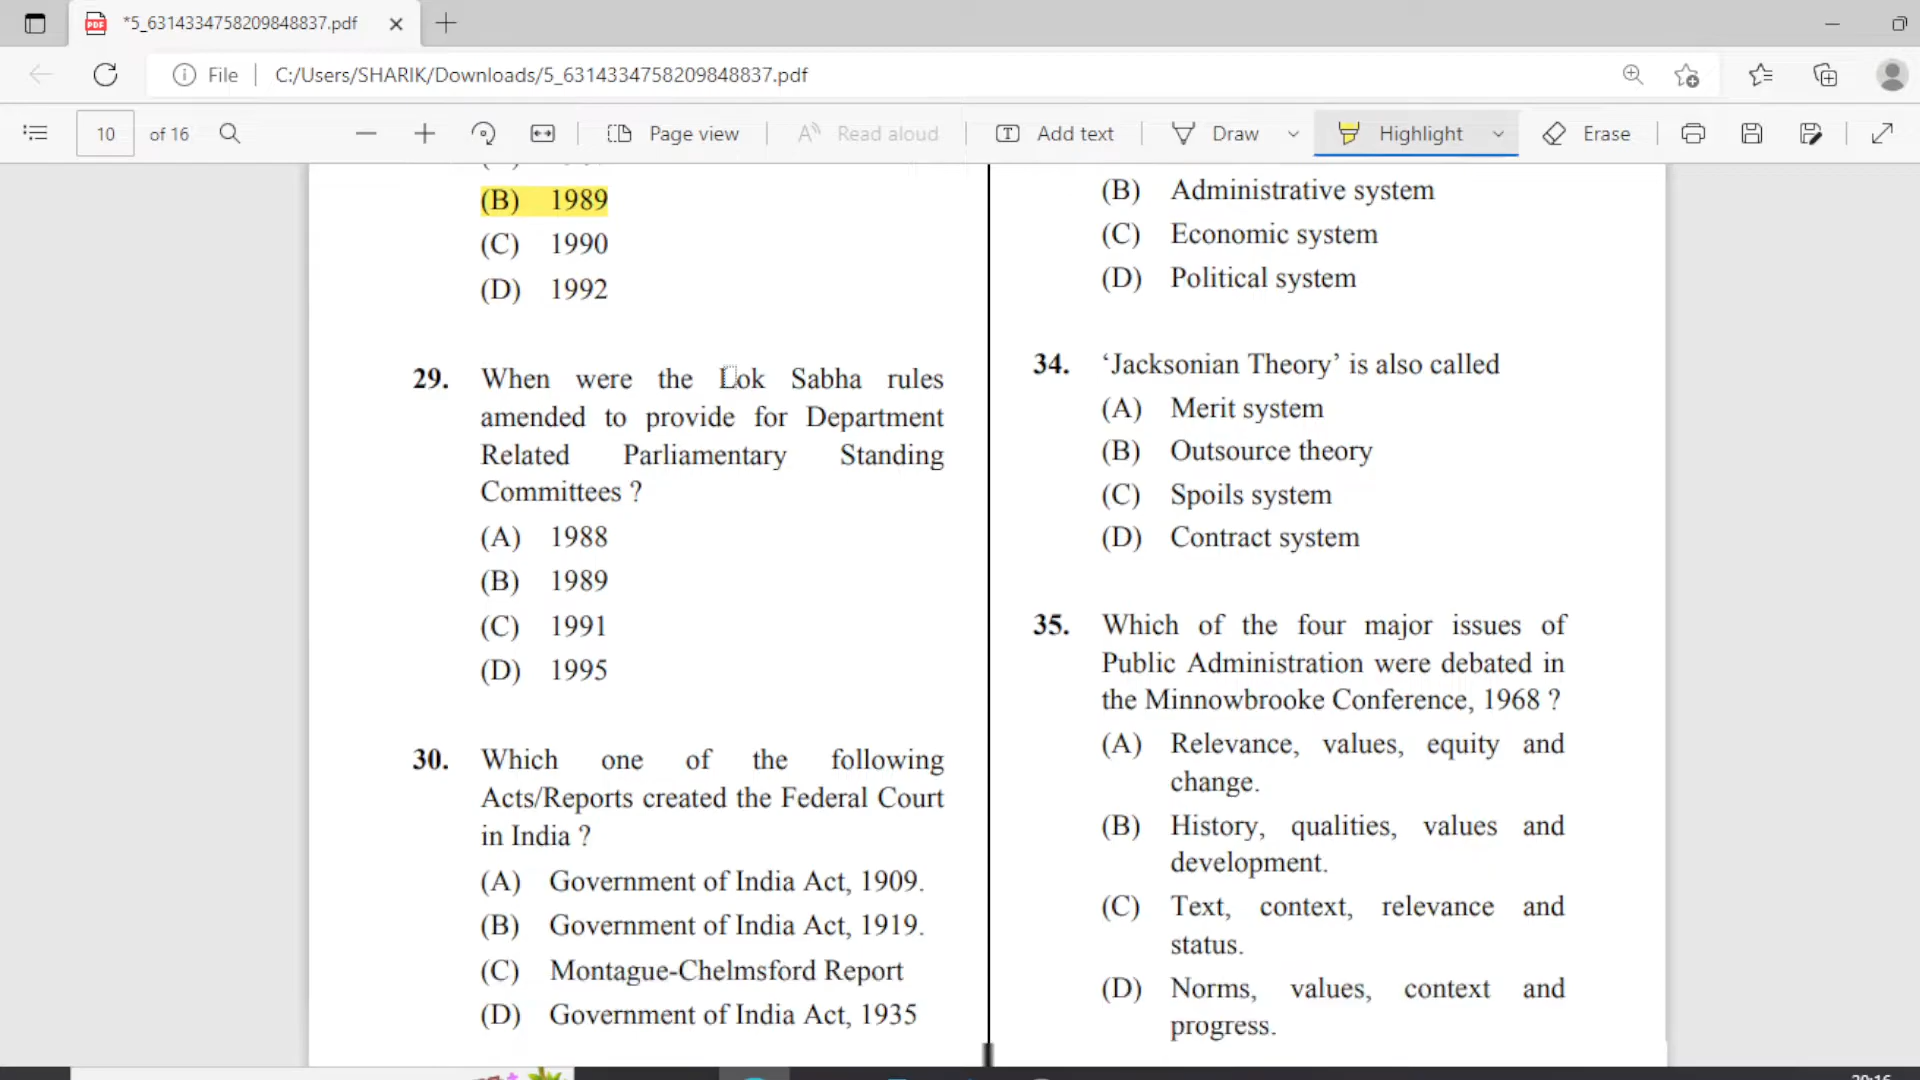 *5_6314334758209848837.pdf
File
C:/Users/SHARIK/Downloads/5_6314334758209848837.pdf
10 of 16
Page view
Read aloud
Add text
Draw
Highlight
Erase
(B) 1989
(C) 1990
(D) 1992
29. When were the Lok Sabha rules
amended to provide for Department
Related Parliamentary Standing
Committees ?
(A) 1988
(B) 1989
(C) 1991
(D) 1995
30. Which one of the following
Acts/Reports created the Federal Court
in India ?
(A) Government of India Act, 1909.
(B) Government of India Act, 1919.
(C) Montague-Chelmsford Report
(D) Government of India Act, 1935
(B) Administrative system
(C) Economic system
(D) Political system
34. ‘Jacksonian Theory’ is also called
(A) Merit system
(B) Outsource theory
(C) Spoils system
(D) Contract system
35. Which of the four major issues of
Public Administration were debated in
the Minnowbrooke Conference, 1968 ?
(A) Relevance, values, equity and
change.
(B) History, qualities, values and
development.
(C) Text, context, relevance and
status.
(D) Norms, values, context and
progress.